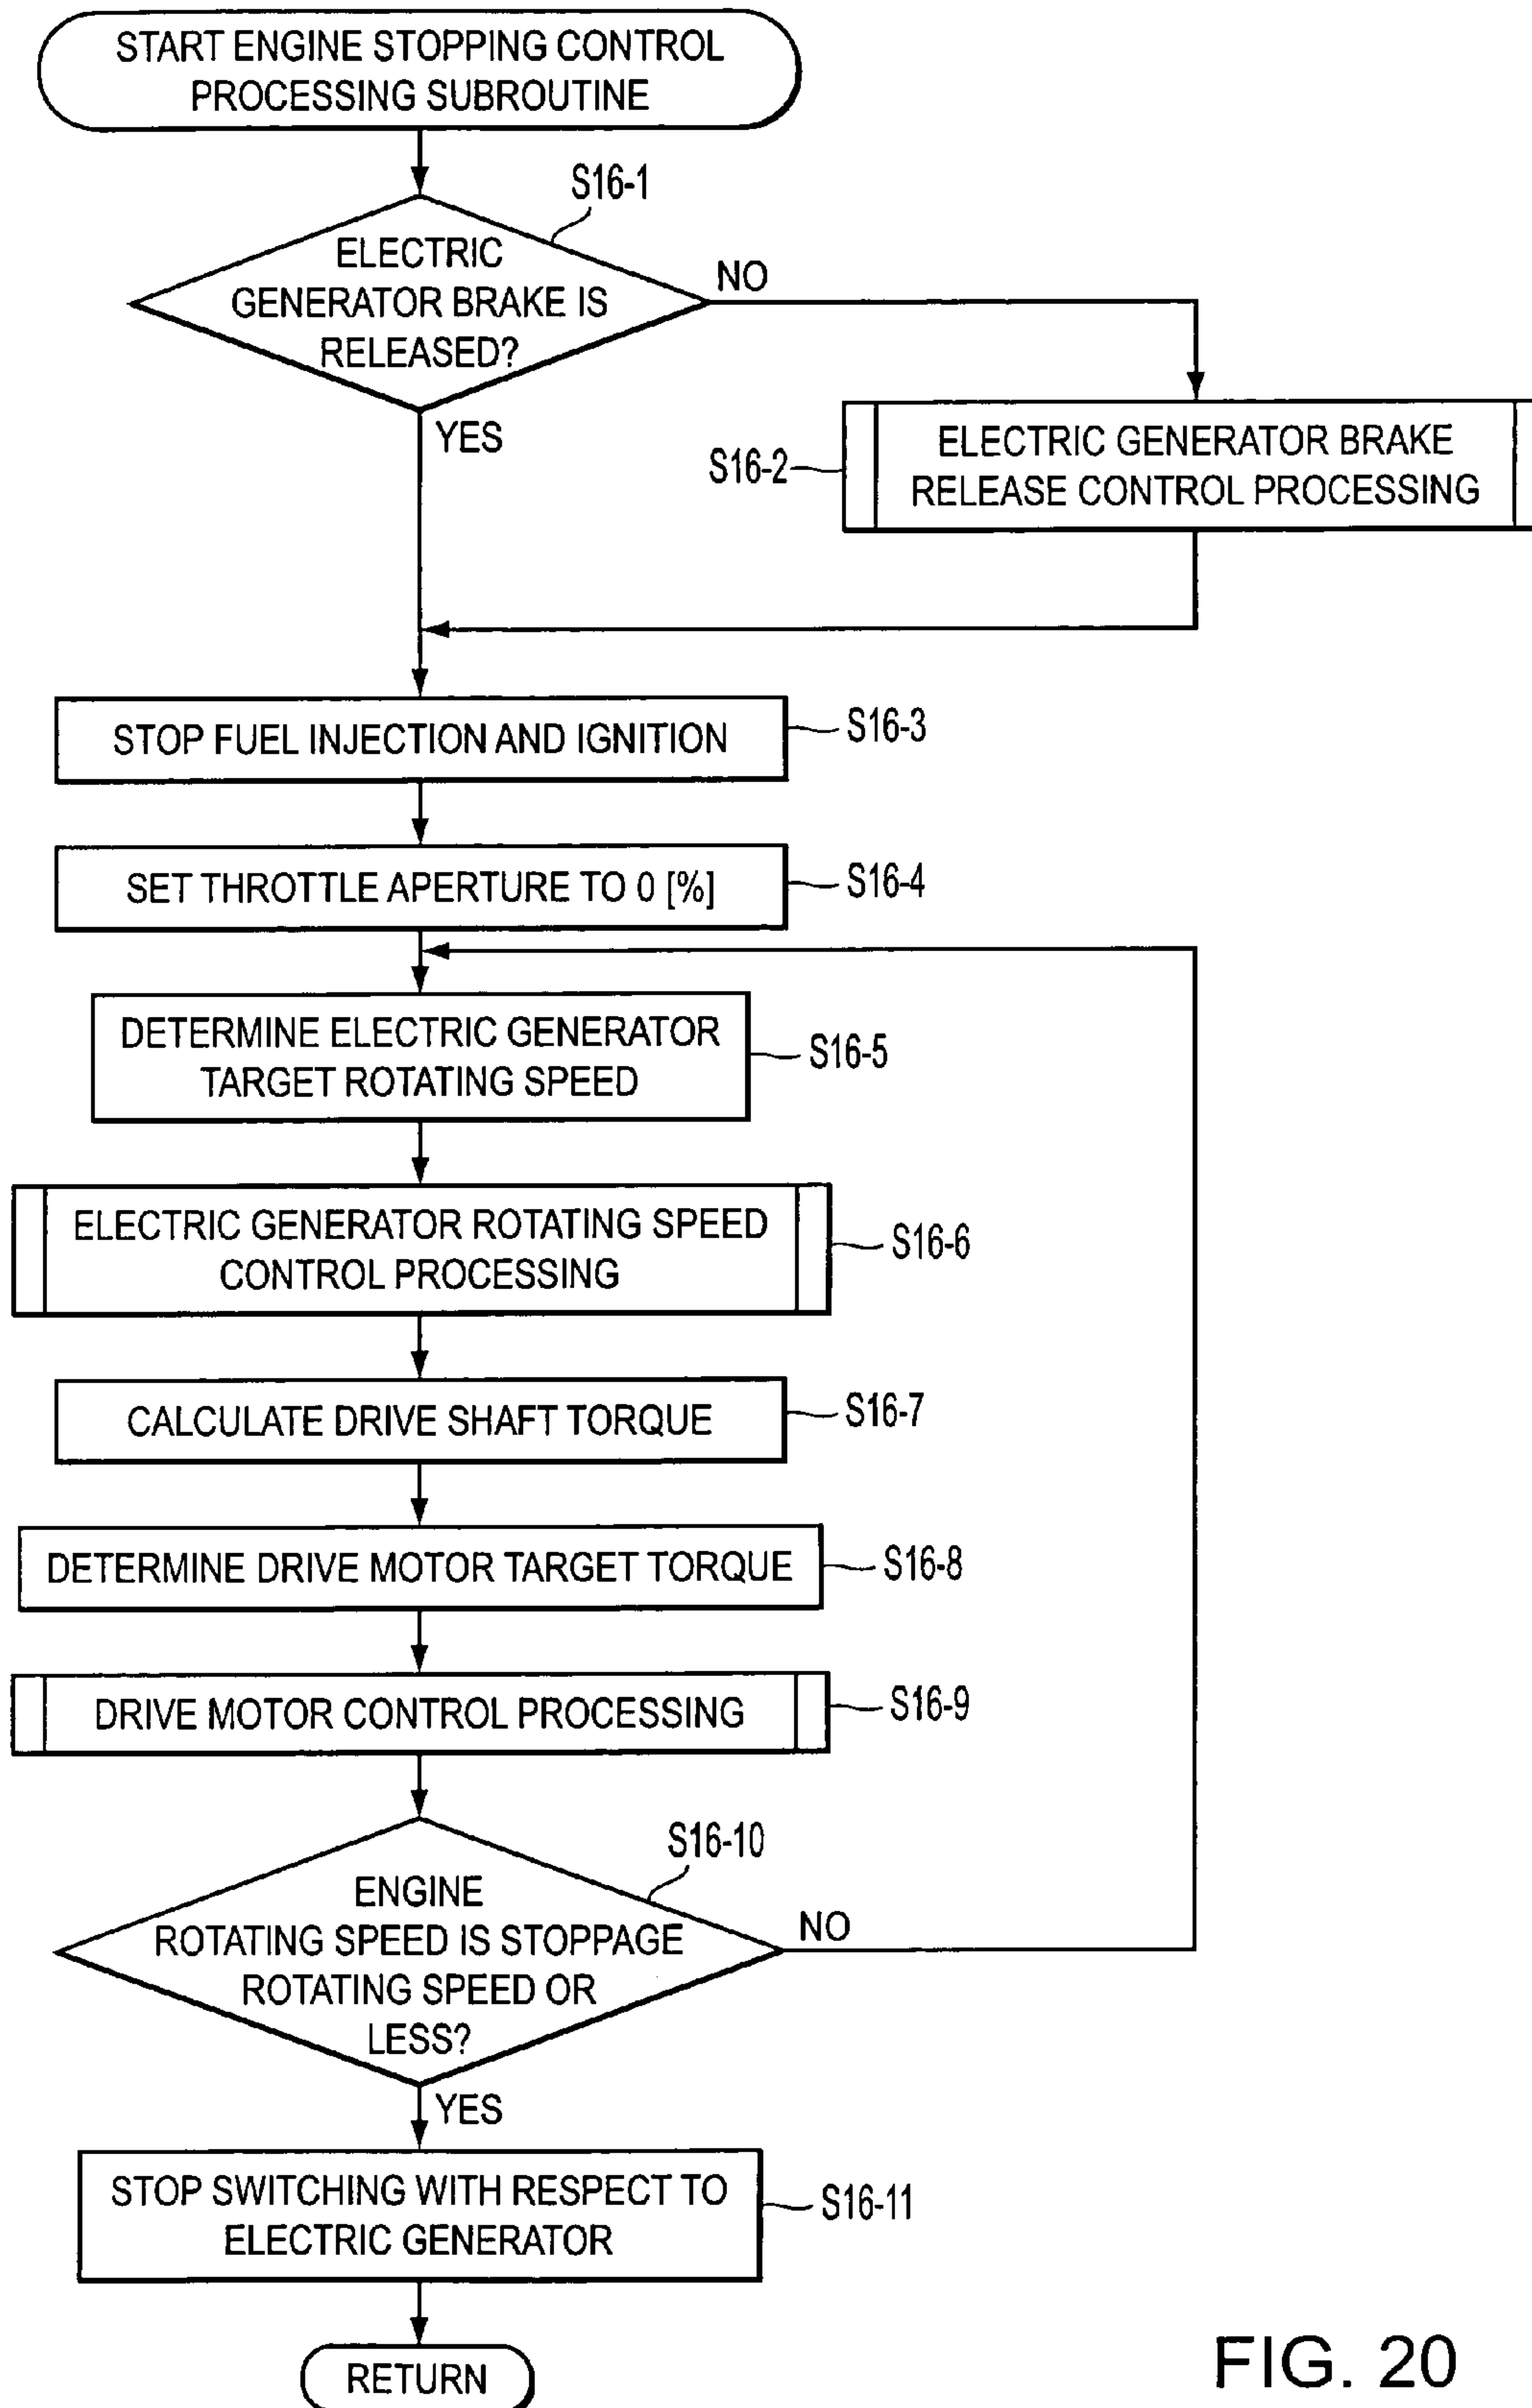 START ENGINE STOPPING CONTROL
PROCESSING SUBROUTINE
S16-1
ELECTRIC
GENERATOR BRAKE IS
RELEASED?
NO
YES
S16-2
ELECTRIC GENERATOR BRAKE
RELEASE CONTROL PROCESSING
STOP FUEL INJECTION AND IGNITION
S16-3
SET THROTTLE APERTURE TO 0 [%]
S16-4
DETERMINE ELECTRIC GENERATOR
TARGET ROTATING SPEED
S16-5
ELECTRIC GENERATOR ROTATING SPEED
CONTROL PROCESSING
S16-6
CALCULATE DRIVE SHAFT TORQUE
S16-7
DETERMINE DRIVE MOTOR TARGET TORQUE
S16-8
DRIVE MOTOR CONTROL PROCESSING
S16-9
S16-10
ENGINE
ROTATING SPEED IS STOPPAGE
ROTATING SPEED OR
LESS?
NO
YES
STOP SWITCHING WITH RESPECT TO
ELECTRIC GENERATOR
S16-11
RETURN
FIG. 20